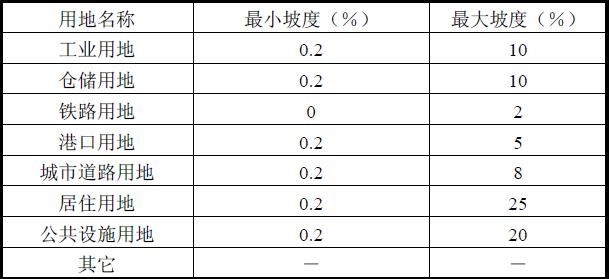 用地名称 最小坡度（%） 最大坡度（%）
工业用地 0.2 10
仓储用地 0.2 10
铁路用地 0 2
港口用地 0.2 5
城市道路用地 0.2 8
居住用地 0.2 25
公共设施用地 0.2 20
其它 － －